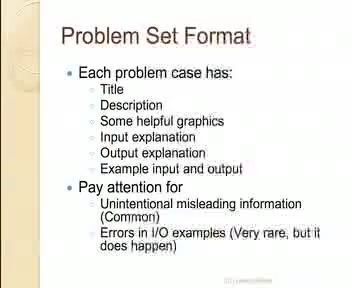 Problem Set Format
Each problem case has:
Title
Description
Some helpful graphics
Input explanation
Output explanation
Example input and output
Pay attention for
Unintentional misleading information
(Common)
Errors in I/O examples (Very rare, but it
does happen)